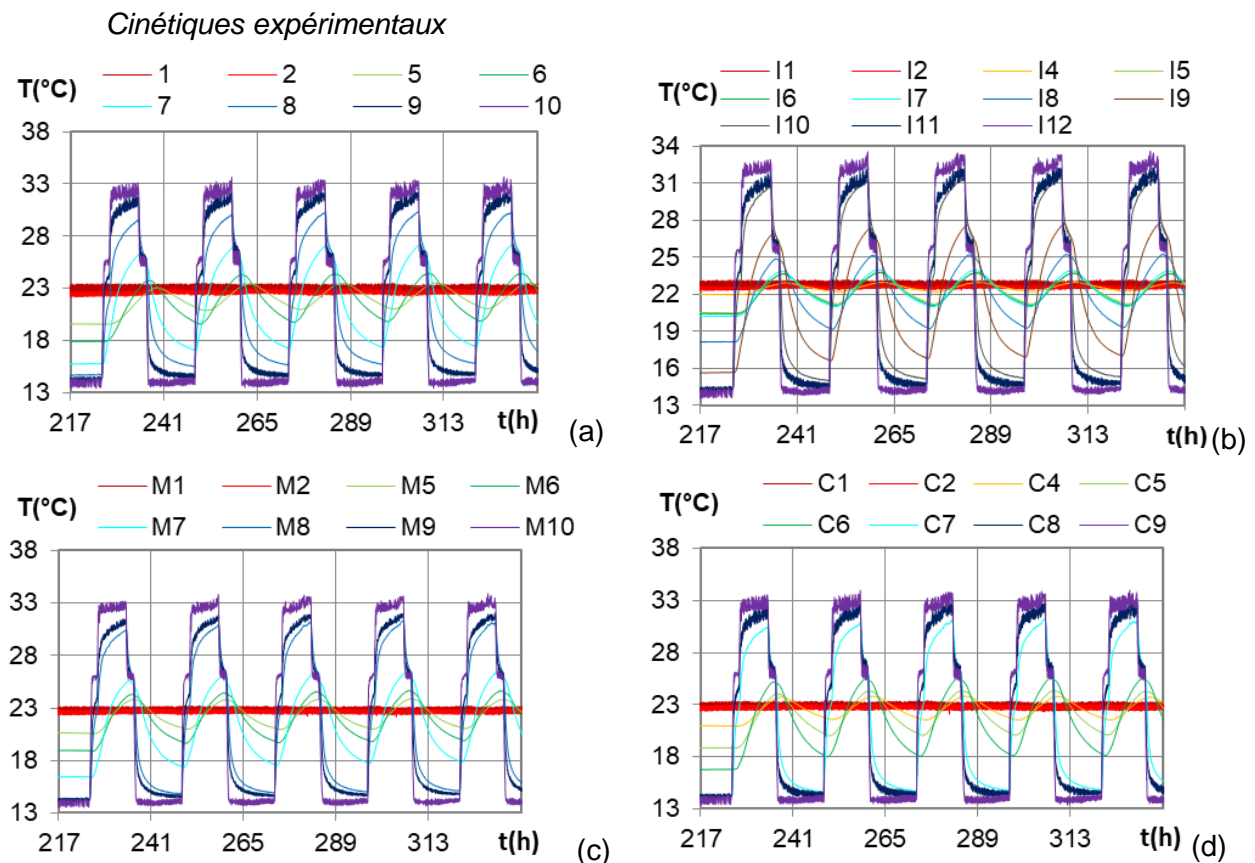 Cinétiques expérimentaux
1 2 5 6
T(°C)
7 8 9 10
38
33
28
23
18
13
217 241 265 289 313 t(h)
(a)
I1 I2 I4 I5
T(°C)
I6 I7 I8 I9
I10 I11 I12
34
31
28
25
22
19
16
13
217 241 265 289 313
t(h)
(b)
M1 M2 M5 M6
T(°C)
M7 M8 M9 M10
38
33
28
23
18
13
217 241 265 289 313 t(h)
(c)
C1 C2 C4 C5
T(°C)
C6 C7 C8 C9
38
33
28
23
18
13
217 241 265 289 313 t(h)
(d)